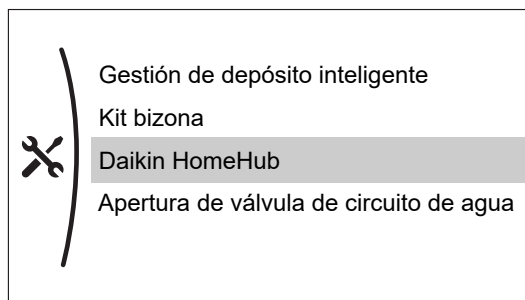 Gestión de depósito inteligente
Kit bizona
Daikin HomeHub
Apertura de válvula de circuito de agua